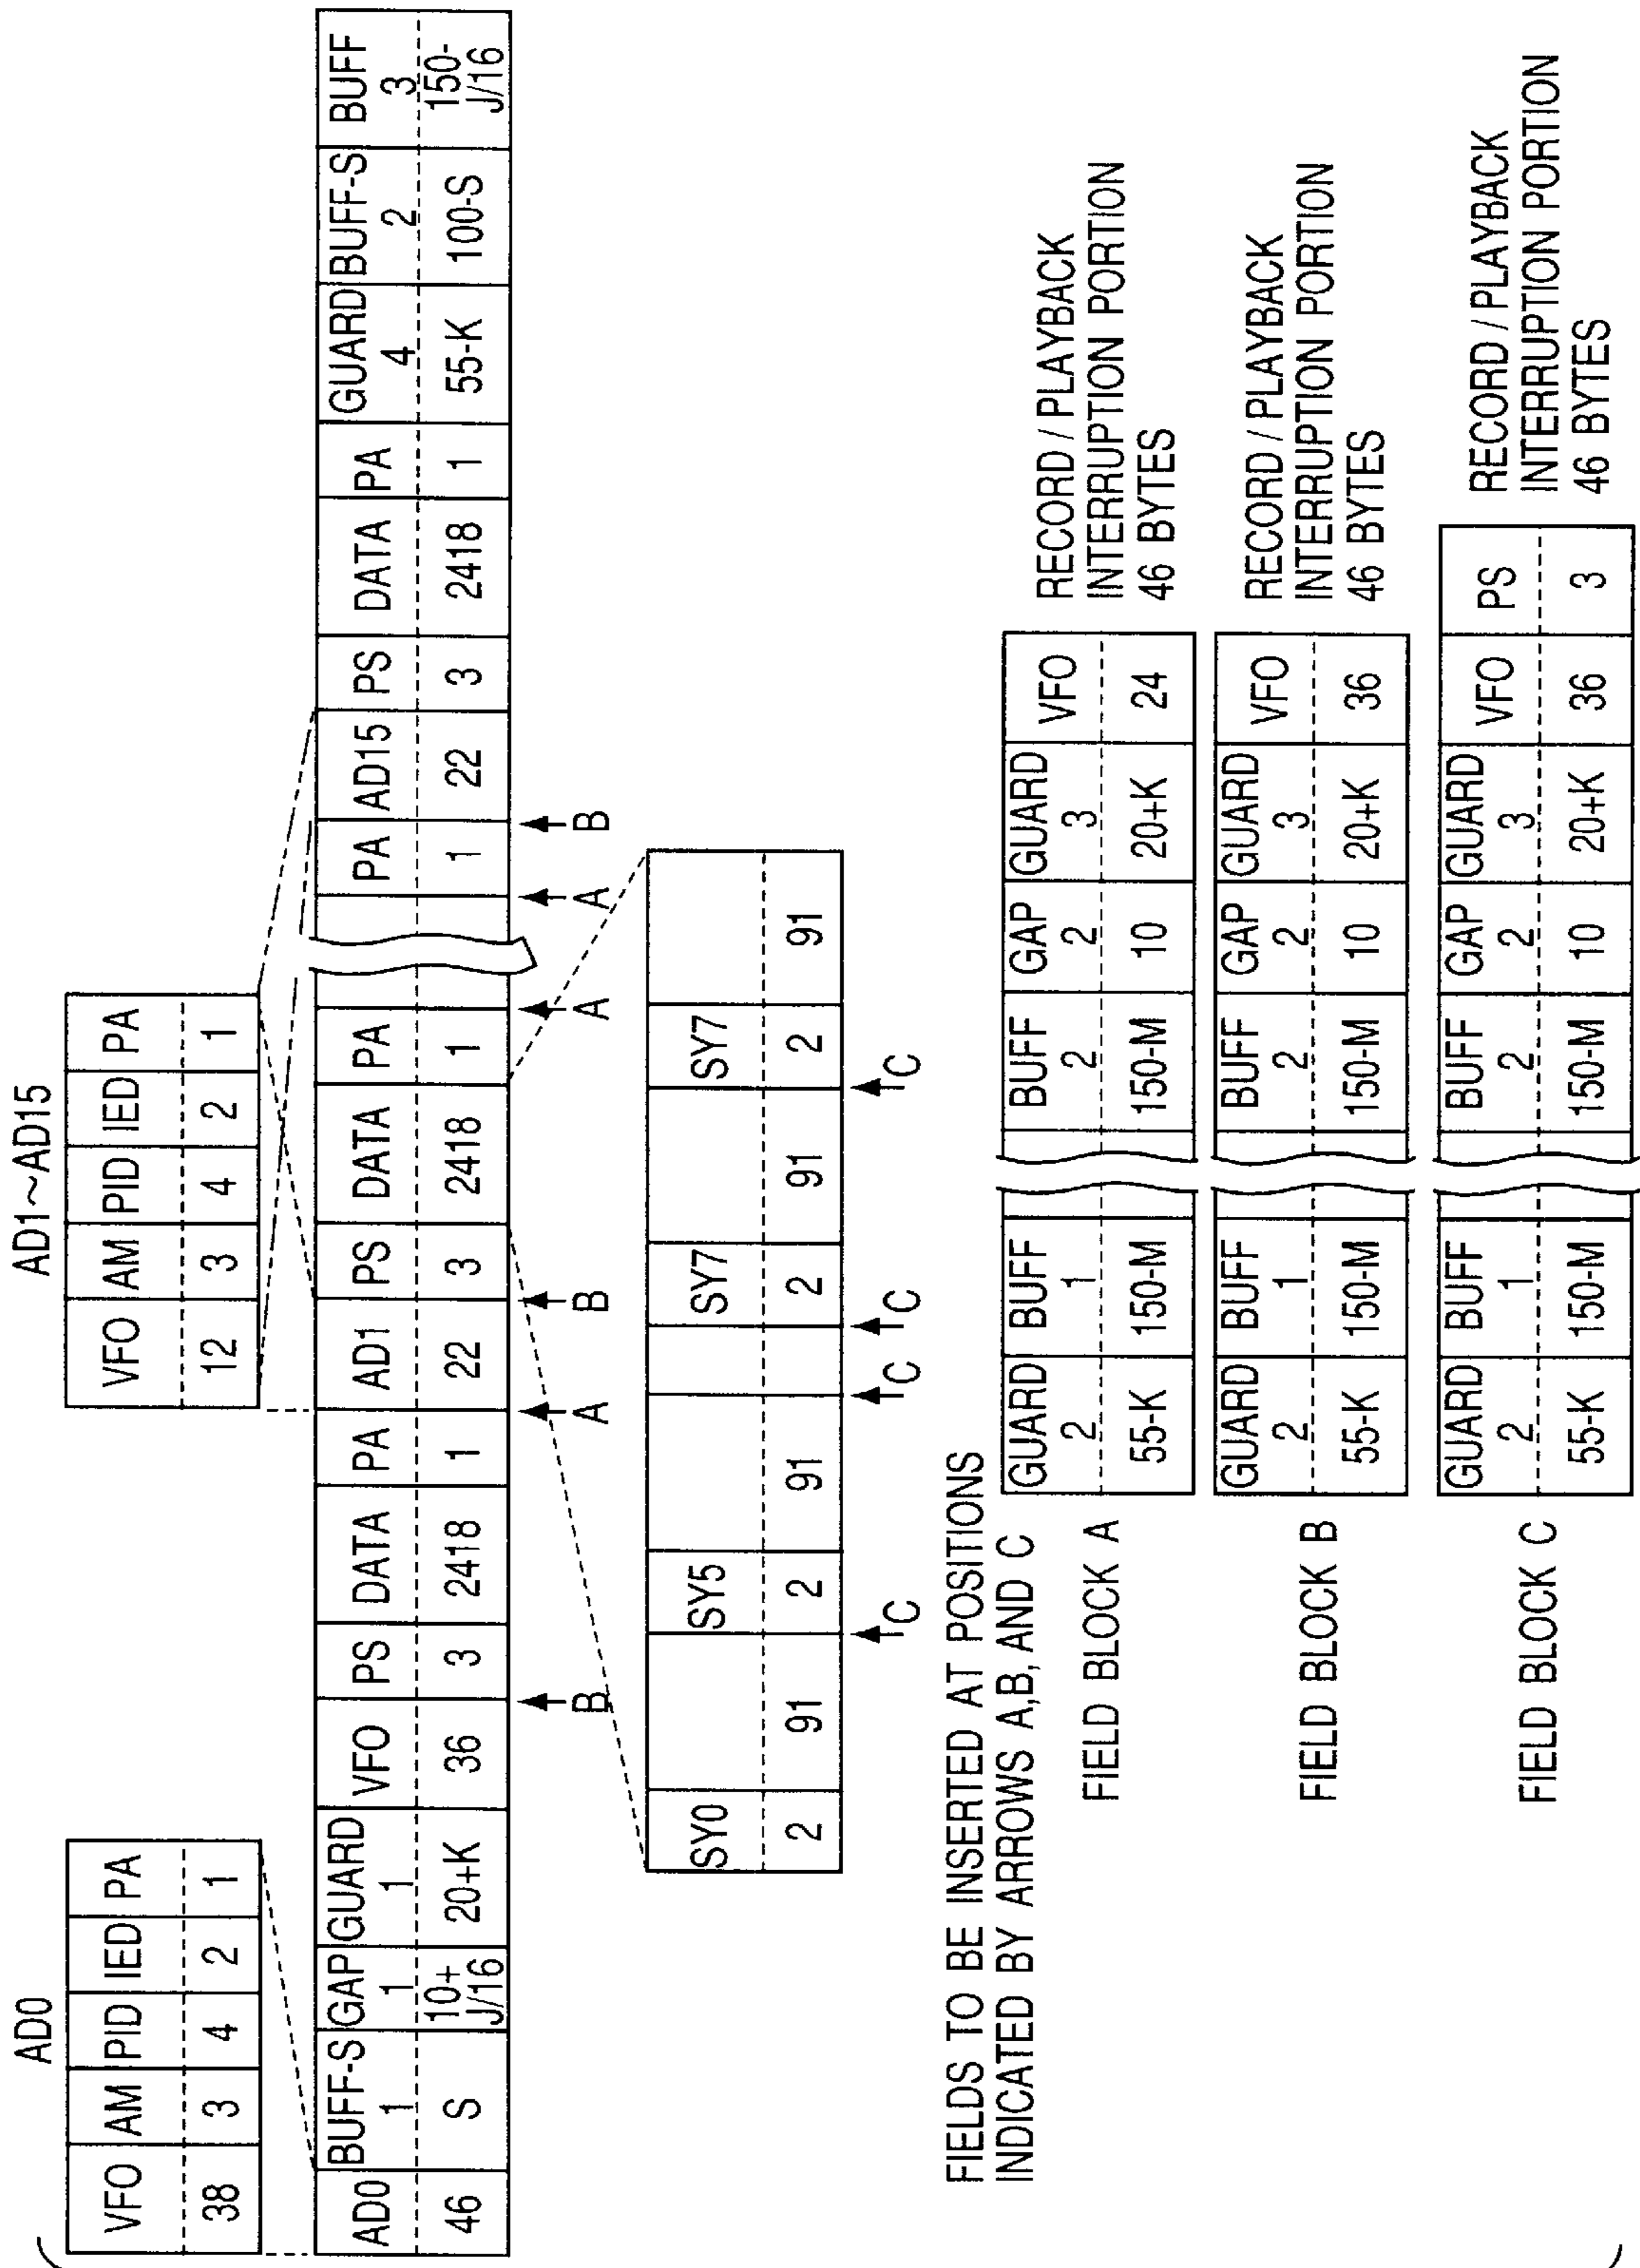 AD0
VFO AM PID IED PA
38 3 4 2 1
AD1~AD15
VFO AM PID IED PA
12 3 4 2 1
AD0 BUFF-S 1 GAP 1 GUARD 1 VFO PS DATA PA AD1 PS DATA PA PA AD15 PS DATA PA GUARD 4 BUFF-S 2 BUFF 3
46 S 10+J/16 20+K 36 3 2418 1 22 3 2418 1 1 22 3 2418 1 55-K 100-S 150-J/16
B A B A A B
SY0 SY5 SY7 SY7
2 91 2 91 2 91 2 91
C C C C
FIELDS TO BE INSERTED AT POSITIONS
INDICATED BY ARROWS A,B, AND C
FIELD BLOCK A
GUARD 2 BUFF 1 BUFF 2 GAP 2 GUARD 3 VFO
55-K 150-M 150-M 10 20+K 24
RECORD / PLAYBACK
INTERRUPTION PORTION
46 BYTES
FIELD BLOCK B
GUARD 2 BUFF 1 BUFF 2 GAP 2 GUARD 3 VFO
55-K 150-M 150-M 10 20+K 36
RECORD / PLAYBACK
INTERRUPTION PORTION
46 BYTES
FIELD BLOCK C
GUARD 2 BUFF 1 BUFF 2 GAP 2 GUARD 3 VFO PS
55-K 150-M 150-M 10 20+K 36 3
RECORD / PLAYBACK
INTERRUPTION PORTION
46 BYTES